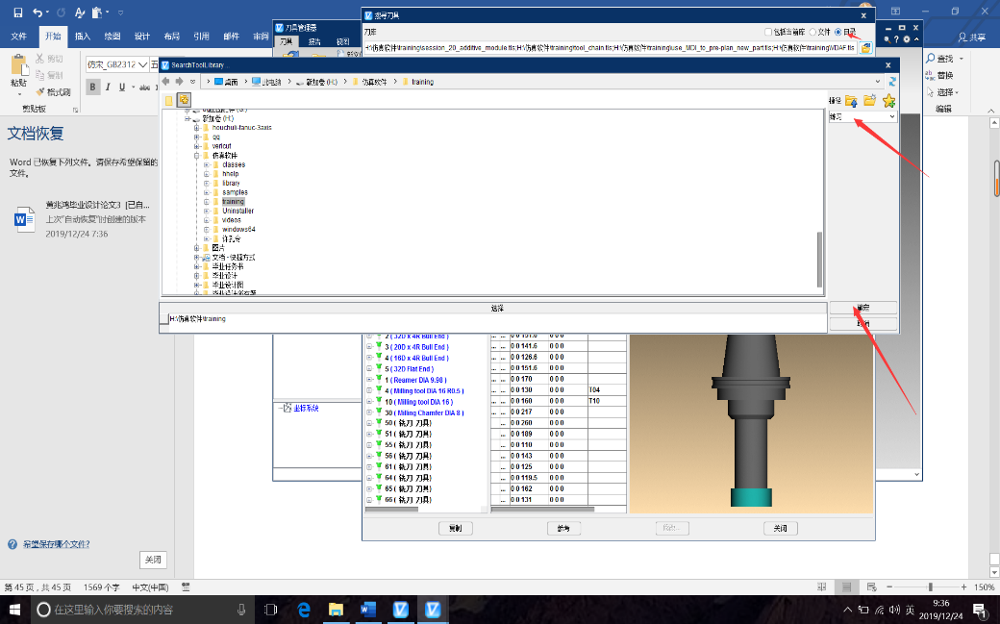 文件 开始 插入 绘图 设计 布局 引用 邮件 审阅
共享
粘贴
剪切
复制
格式刷
剪贴板
仿宋_GB2312 五
B I U abc
查找
替换
选择
编辑
刀具管理器
刀具 报告 视图
搜寻刀具
刀库
包括当前库 文件 目录
H:\仿真软件\training\session_20_additive_module.tls;H:\仿真软件\training\tool_chain.tls;H:\仿真软件\training\use_MDI_to_pre-plan_new_part.tls;H:\仿真软件\training\VDAF.tls
SearchToolLibrary ...
桌面 此电脑 新加卷 (H:) 仿真软件 training
捷径
练习
新加卷 (H:)
houchuli-fanuc-3axis
qq
vericut
仿真软件
classes
hhelp
library
samples
training
Uninstaller
videos
windows64
许孔令
图片
文档 - 快捷方式
毕业任务书
毕业设计
毕业设计图
选择
H:\仿真软件\training
确定
取消
文档恢复
Word 已恢复下列文件。请保存希望保留的
文件。
黄兆鸿毕业设计论文3 [已自...
上次“自动恢复”时创建的版本
2019/12/24 7:36
坐标系统
2 ( 32D x 4R Bull End ) ... ... 0 0 151.6 0 0 0
3 ( 20D x 4R Bull End ) ... ... 0 0 141.6 0 0 0
4 ( 16D x 4R Bull End ) ... ... 0 0 126.6 0 0 0
5 ( 32D Flat End ) ... ... 0 0 151.6 0 0 0
1 ( Reamer DIA 9.98 ) ... 0 0 170 0 0 0
4 ( Milling tool DIA 16 R0.5 ) ... 0 0 130 0 0 0 T04
10 ( Milling tool DIA 16 ) ... 0 0 160 0 0 0 T10
30 ( Milling Chamfer DIA 8 ) ... 0 0 217 0 0 0
50 ( 铣刀 刀具) ... 0 0 260 0 0 0
51 ( 铣刀 刀具) ... 0 0 189 0 0 0
55 ( 铣刀 刀具) ... 0 0 110 0 0 0
56 ( 铣刀 刀具) ... 0 0 143 0 0 0
61 ( 铣刀 刀具) ... 0 0 125 0 0 0
64 ( 铣刀 刀具) ... 0 0 119.5 0 0 0
65 ( 铣刀 刀具) ... 0 0 162 0 0 0
66 ( 铣刀 刀具) ... 0 0 131 0 0 0
复制 参考 关闭
希望保存哪个文件?
关闭
第 45 页，共 45 页 1569 个字 中文(中国)
150%
在这里输入你要搜索的内容
英
9:36
2019/12/24
1